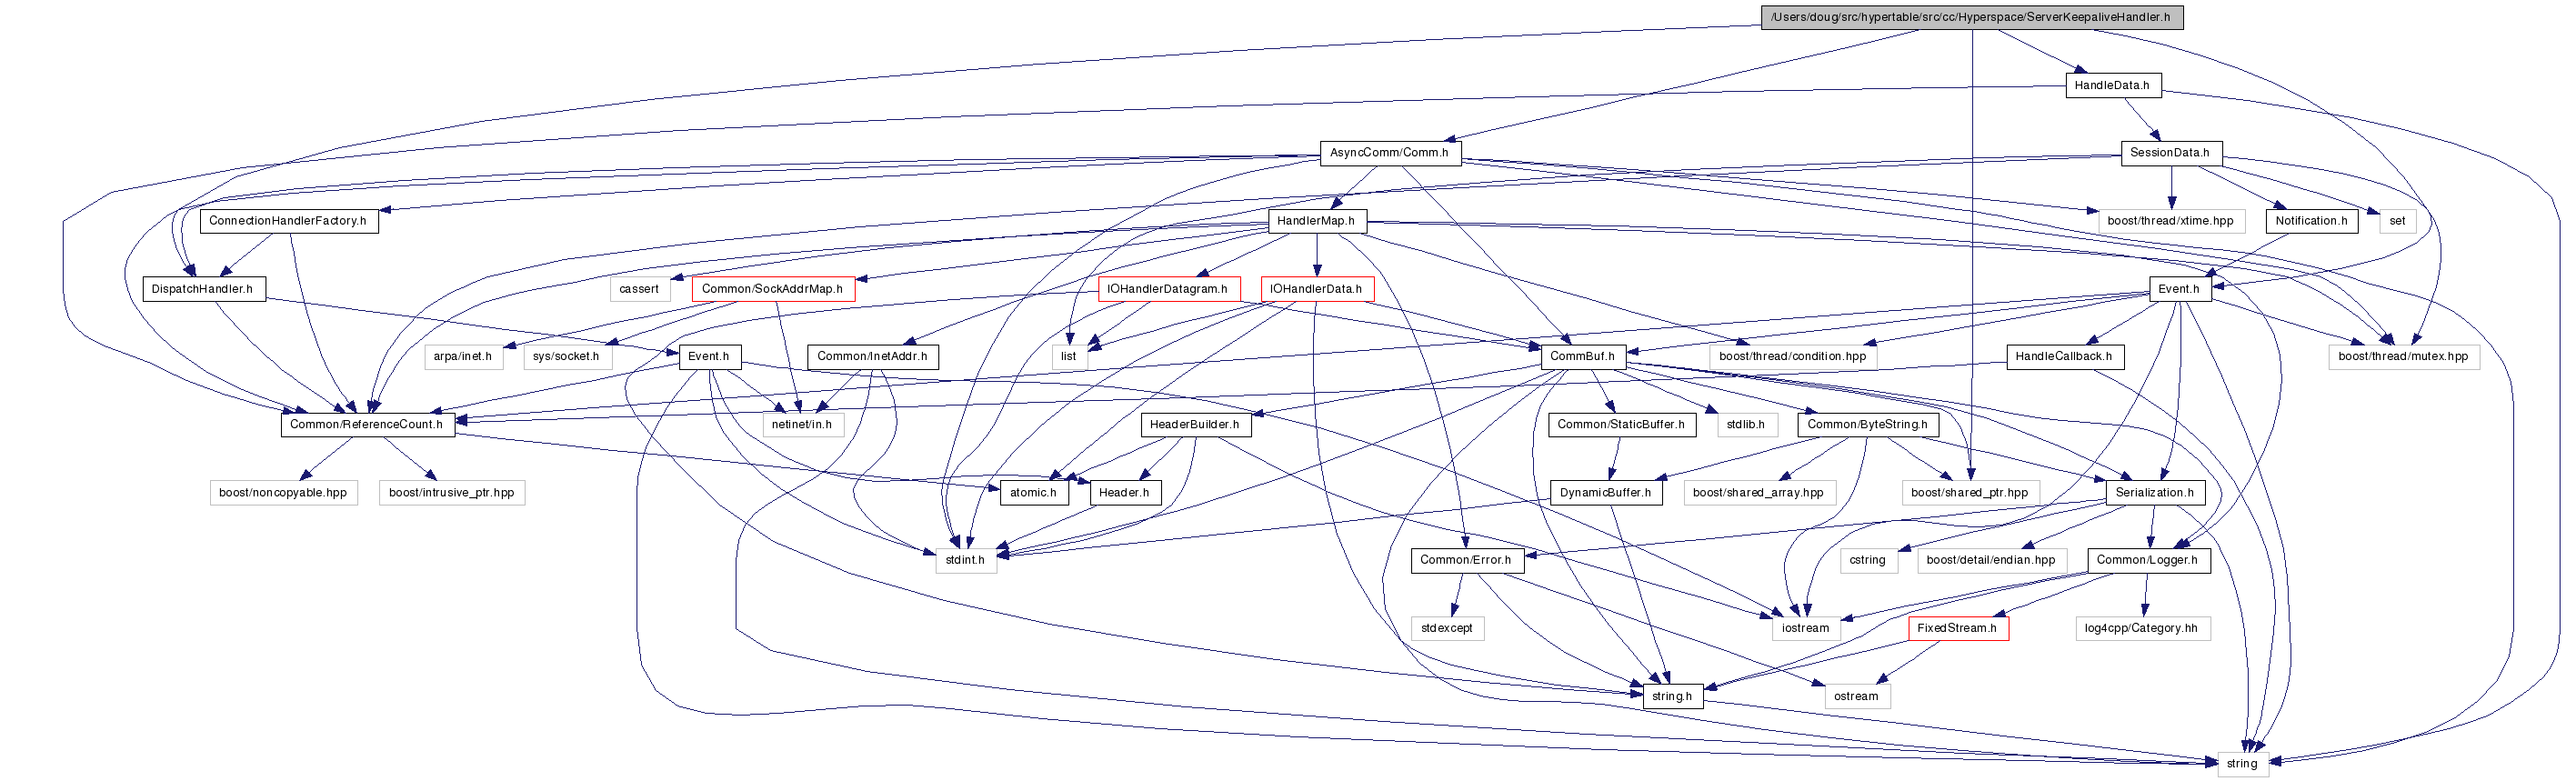 /Users/doug/src/hypertable/src/cc/Hyperspace/ServerKeepaliveHandler.h
HandleData.h
AsyncComm/Comm.h
SessionData.h
ConnectionHandlerFactory.h
HandlerMap.h
boost/thread/xtime.hpp
Notification.h
set
DispatchHandler.h
cassert
Common/SockAddrMap.h
IOHandlerDatagram.h
IOHandlerData.h
Event.h
arpa/inet.h
sys/socket.h
Event.h
Common/InetAddr.h
list
CommBuf.h
boost/thread/condition.hpp
HandleCallback.h
boost/thread/mutex.hpp
Common/ReferenceCount.h
netinet/in.h
HeaderBuilder.h
Common/StaticBuffer.h
stdlib.h
Common/ByteString.h
boost/noncopyable.hpp
boost/intrusive_ptr.hpp
atomic.h
Header.h
DynamicBuffer.h
boost/shared_array.hpp
boost/shared_ptr.hpp
Serialization.h
stdint.h
Common/Error.h
cstring
boost/detail/endian.hpp
Common/Logger.h
stdexcept
iostream
FixedStream.h
log4cpp/Category.hh
string.h
ostream
string